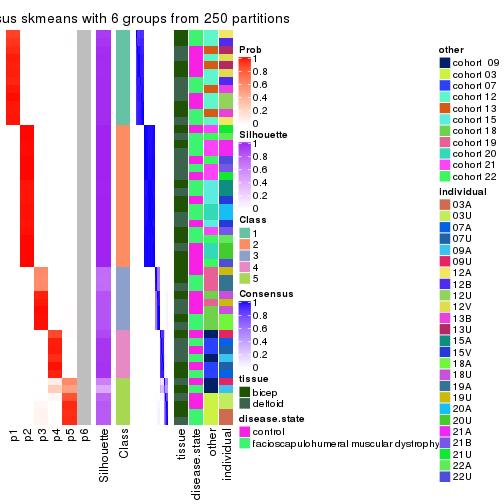 sus skmeans with 6 groups from 250 partitions
Prob
1
0.8
0.6
0.4
0.2
0
Silhouette
1
0.8
0.6
0.4
0.2
0
Class
1
2
3
4
5
Consensus
1
0.8
0.6
0.4
0.2
0
tissue
bicep
deltoid
disease.state
control
facioscapulohumeral muscular dystrophy
other
cohort 09
cohort 03
cohort 07
cohort 12
cohort 13
cohort 15
cohort 18
cohort 19
cohort 20
cohort 21
cohort 22
individual
03A
03U
07A
07U
09A
09U
12A
12B
12U
12V
13B
13U
15A
15V
18A
18U
19A
19U
20A
20U
21A
21B
21U
22A
22U
p1
p2
p3
p4
p5
p6
Silhouette
Class
tissue
disease.state
other
individual